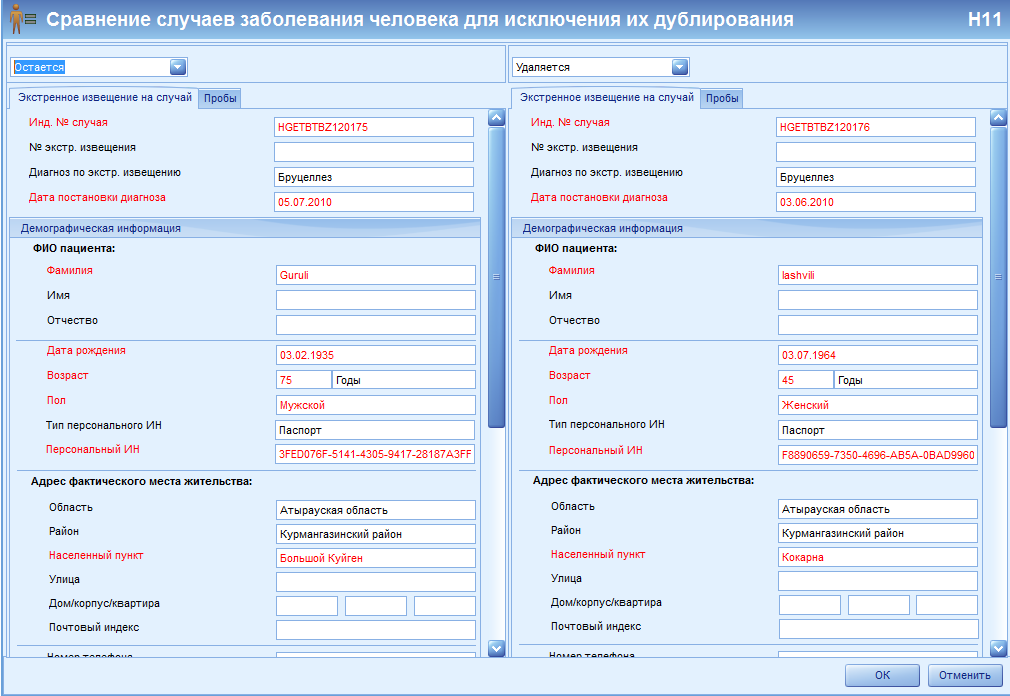 Сравнение случаев заболевания человека для исключения их дублирования
H11
Остается
Экстренное извещение на случай
Пробы
Инд. № случая
HGETBTBZ120175
№ экстр. извещения
Диагноз по экстр. извещению
Бруцеллез
Дата постановки диагноза
05.07.2010
Демографическая информация
ФИО пациента:
Фамилия
Guruli
Имя
Отчество
Дата рождения
03.02.1935
Возраст
75
Годы
Пол
Мужской
Тип персонального ИН
Паспорт
Персональный ИН
3FED076F-5141-4305-9417-28187A3FF
Адрес фактического места жительства:
Область
Атырауская область
Район
Курмангазинский район
Населенный пункт
Большой Куйген
Улица
Дом/корпус/квартира
Почтовый индекс
Номер телефона
Удаляется
Экстренное извещение на случай
Пробы
Инд. № случая
HGETBTBZ120176
№ экстр. извещения
Диагноз по экстр. извещению
Бруцеллез
Дата постановки диагноза
03.06.2010
Демографическая информация
ФИО пациента:
Фамилия
Iashvili
Имя
Отчество
Дата рождения
03.07.1964
Возраст
45
Годы
Пол
Женский
Тип персонального ИН
Паспорт
Персональный ИН
F8890659-7350-4696-AB5A-0BAD9960
Адрес фактического места жительства:
Область
Атырауская область
Район
Курмангазинский район
Населенный пункт
Кокарна
Улица
Дом/корпус/квартира
Почтовый индекс
Номер телефона
OK
Отменить